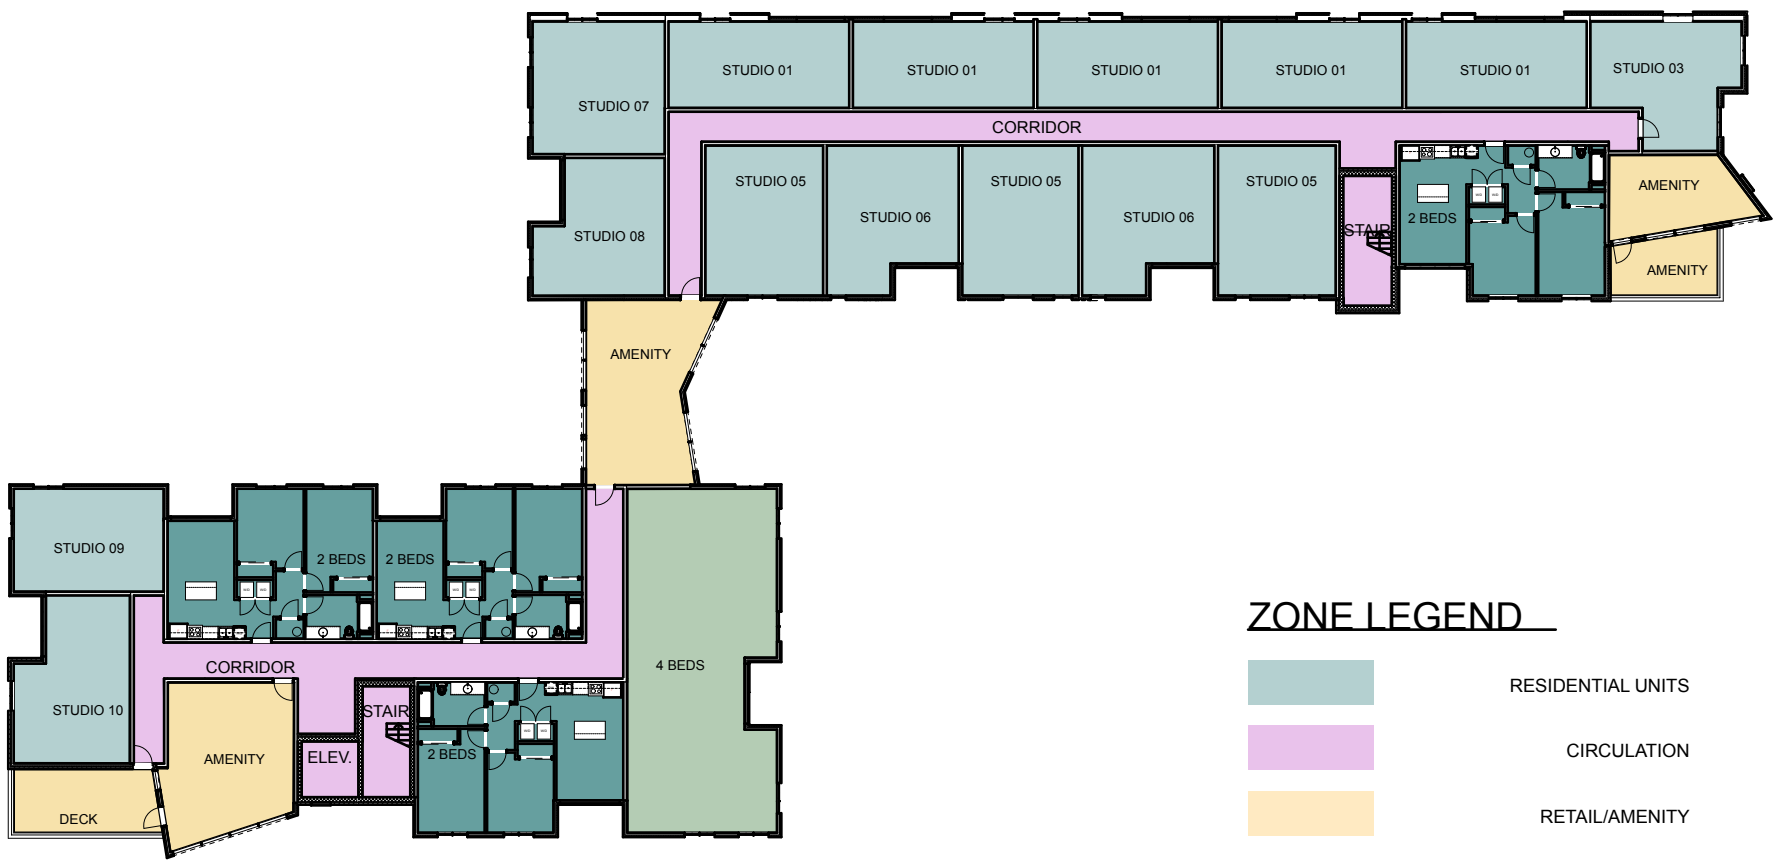 STUDIO 01
STUDIO 01
STUDIO 01
STUDIO 01
STUDIO 01
STUDIO 03
STUDIO 07
CORRIDOR
STUDIO 05
STUDIO 05
STUDIO 05
AMENITY
STUDIO 06
STUDIO 06
2 BEDS
STAIR
STUDIO 08
AMENITY
AMENITY
STUDIO 09
2 BEDS
2 BEDS
CORRIDOR
4 BEDS
STUDIO 10
STAIR
AMENITY
ELEV.
2 BEDS
DECK
ZONE LEGEND
RESIDENTIAL UNITS
CIRCULATION
RETAIL/AMENITY